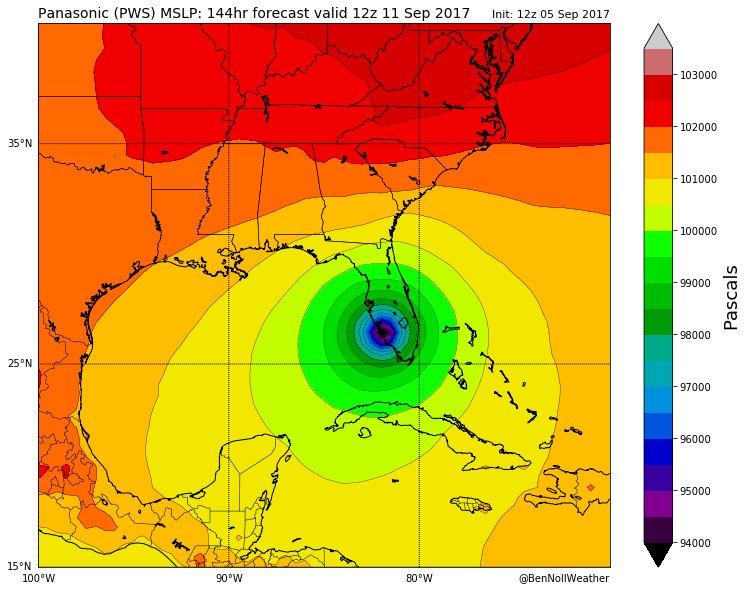 Panasonic (PWS) MSLP: 144hr forecast valid 12z 11 Sep 2017
Init: 12z 05 Sep 2017
35°N
25°N
15°N
100°W
90°W
80°W
@BenNollWeather
103000
102000
101000
100000
99000
98000
97000
96000
95000
94000
Pascals